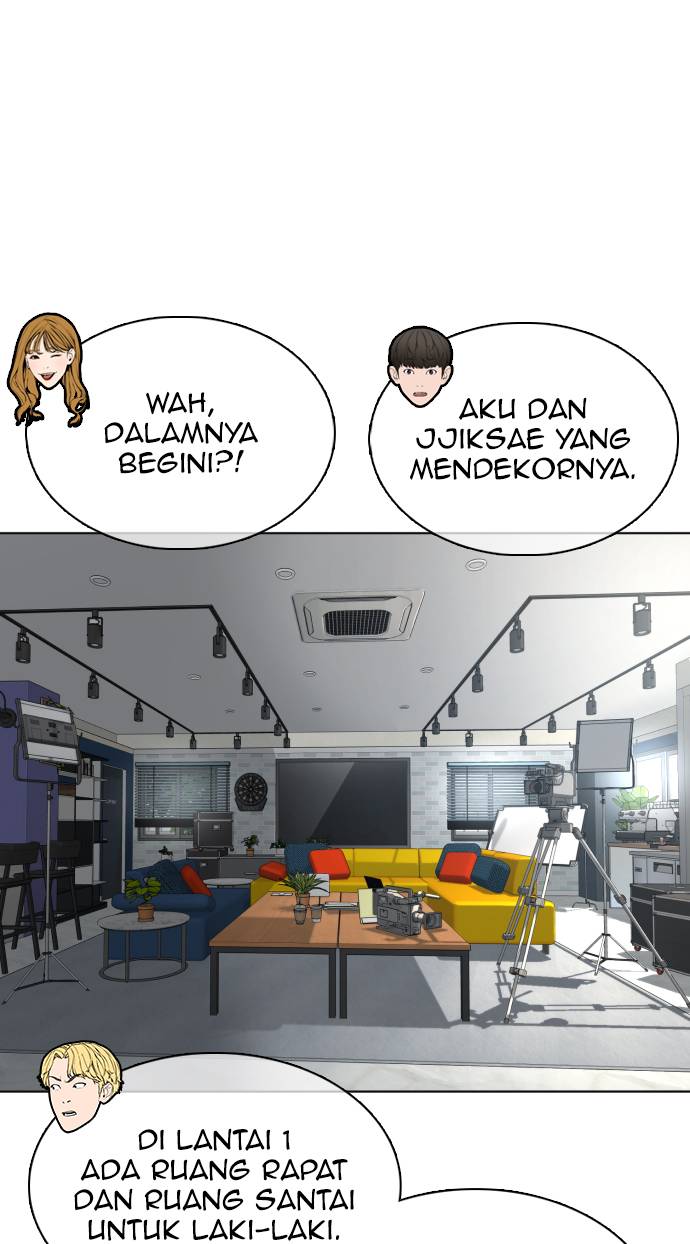 WAH,
DALAMNYA
BEGINI?!
AKU DAN
JJIKSAE YANG
MENDEKORNYA.
DI LANTAI 1
ADA RUANG RAPAT
DAN RUANG SANTAI
UNTUK LAKI-LAKI.